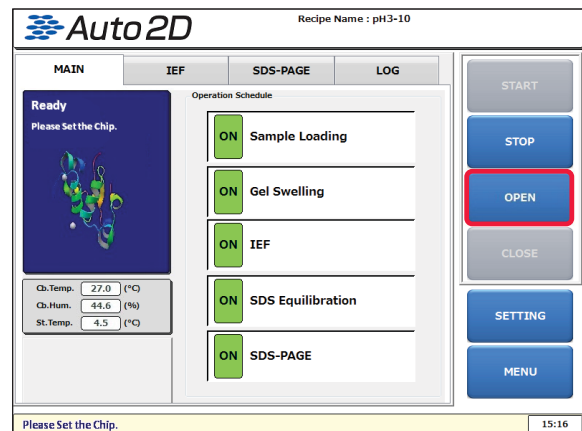 Auto2D
Recipe Name : pH3-10
MAIN
IEF
SDS-PAGE
LOG
Ready
Please Set the Chip.
Cb.Temp. 27.0 (°C)
Cb.Hum. 44.6 (%)
St.Temp. 4.5 (°C)
Operation Schedule
ON Sample Loading
ON Gel Swelling
ON IEF
ON SDS Equilibration
ON SDS-PAGE
START
STOP
OPEN
CLOSE
SETTING
MENU
Please Set the Chip.
15:16